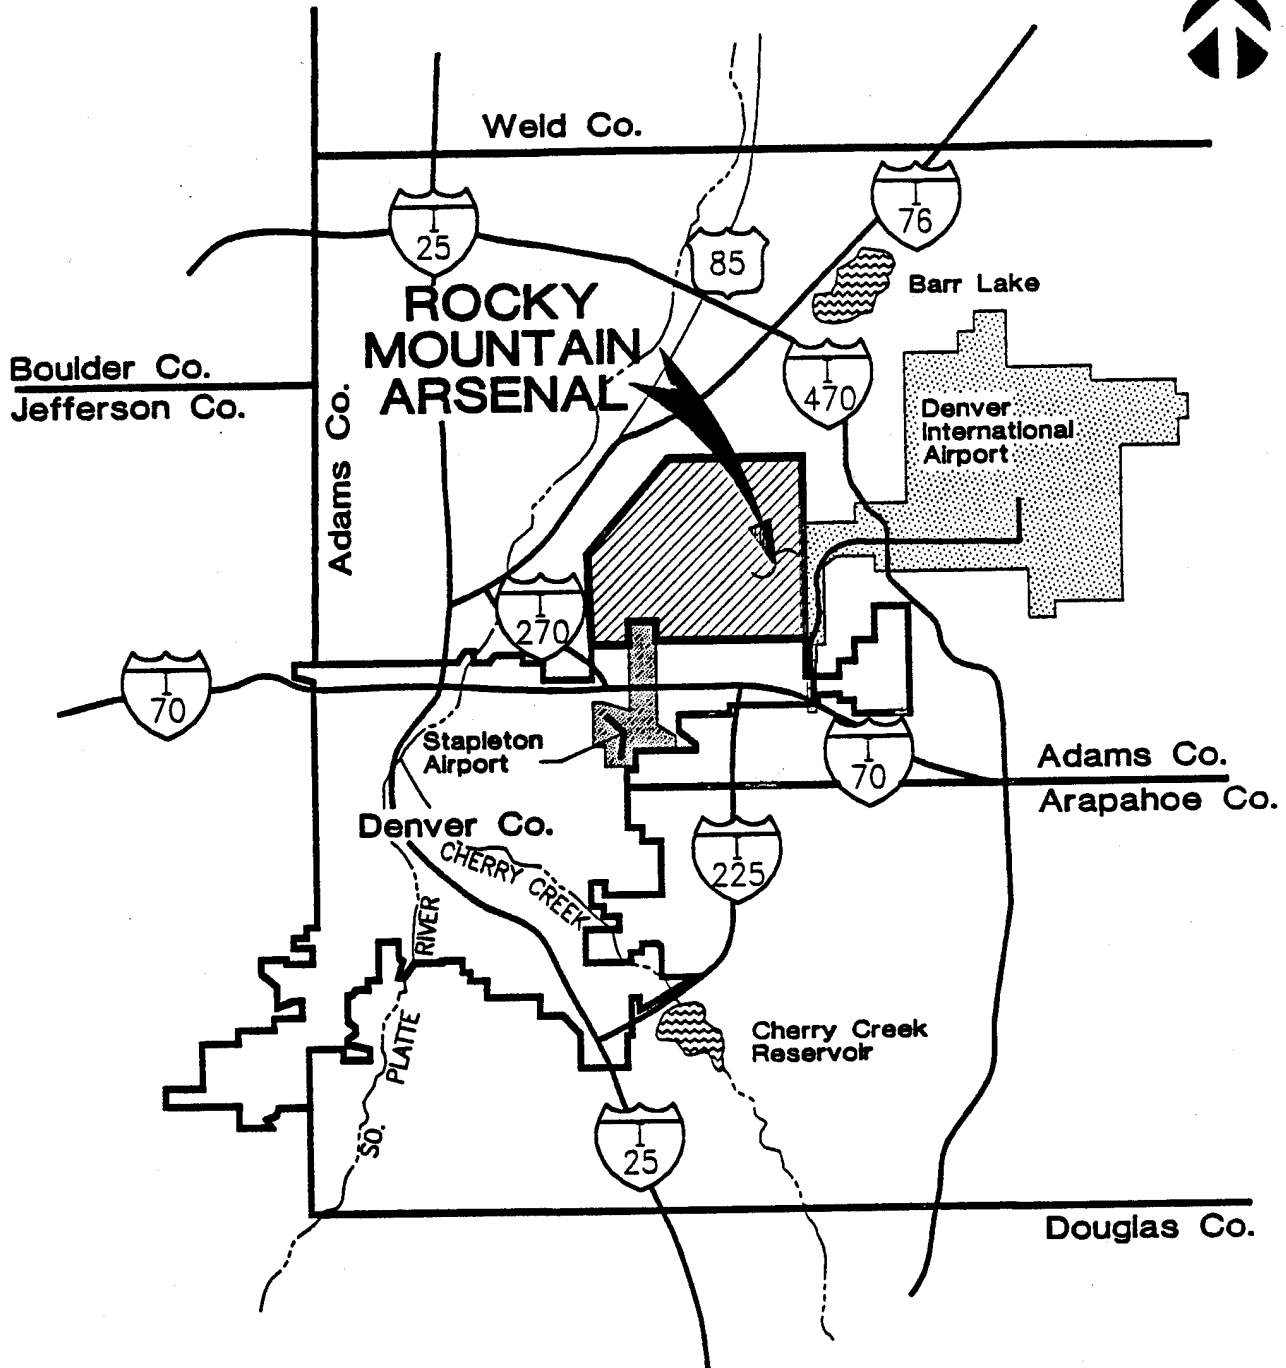 Weld Co.
I
25
I
76
85
Barr Lake
ROCKY
MOUNTAIN
ARSENAL
Boulder Co.
Jefferson Co.
Adams Co.
I
470
Denver
International
Airport
I
270
I
70
Stapleton
Airport
I
70
Adams Co.
Arapahoe Co.
Denver Co.
CHERRY CREEK
I
225
RIVER
PLATTE
SO.
Cherry Creek
Reservoir
I
25
Douglas Co.